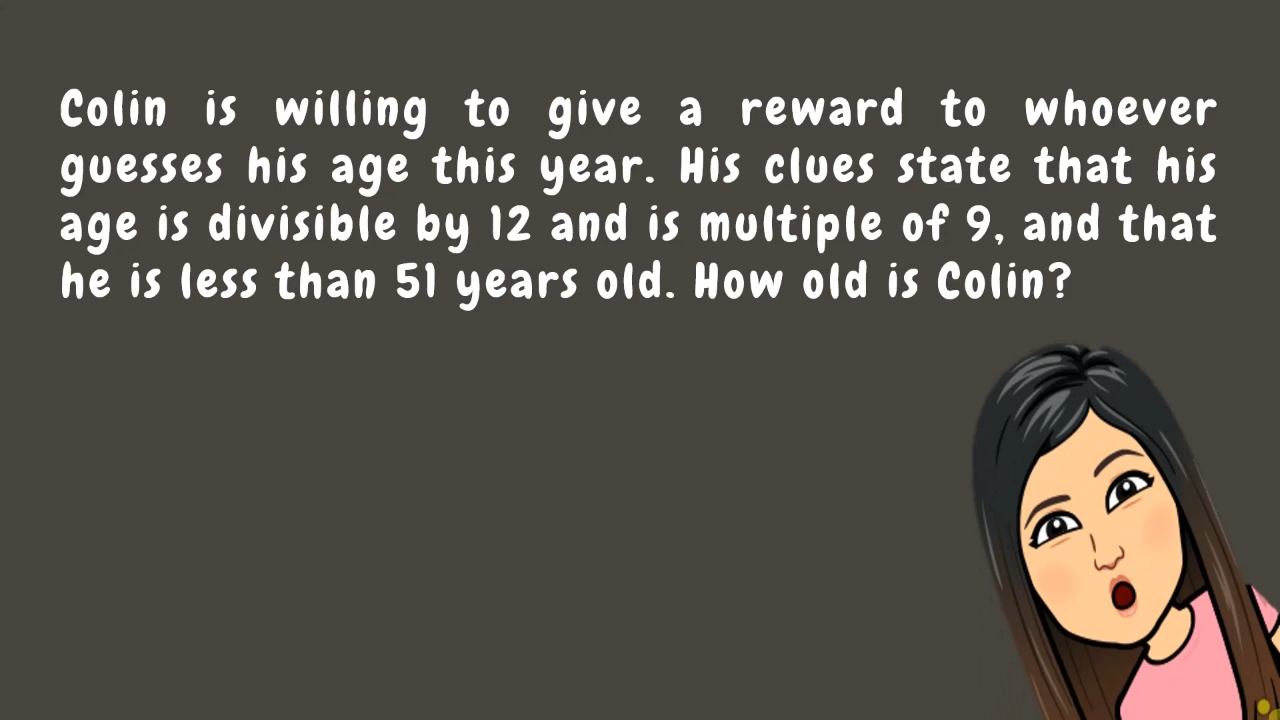 Colin is willing to give a reward to whoever
guesses his age this year. His clues state that his
age is divisible by 12 and is multiple of 9, and that
he is less than 51 years old. How old is Colin?